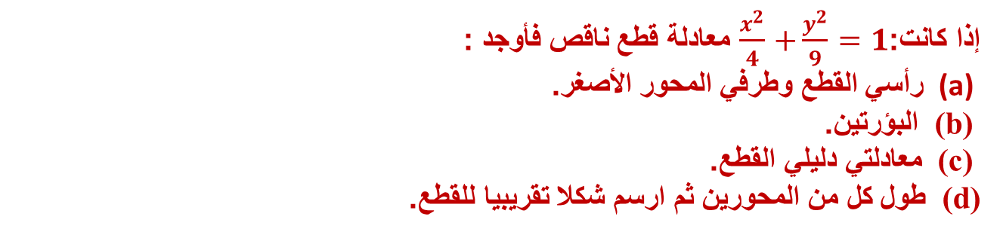 إذا كانت: x²/4 + y²/9 = 1 معادلة قطع ناقص فأوجد :
(a) رأسي القطع وطرفي المحور الأصغر.
(b) البؤرتين.
(c) معادلتي دليلي القطع.
(d) طول كل من المحورين ثم ارسم شكلا تقريبيا للقطع.